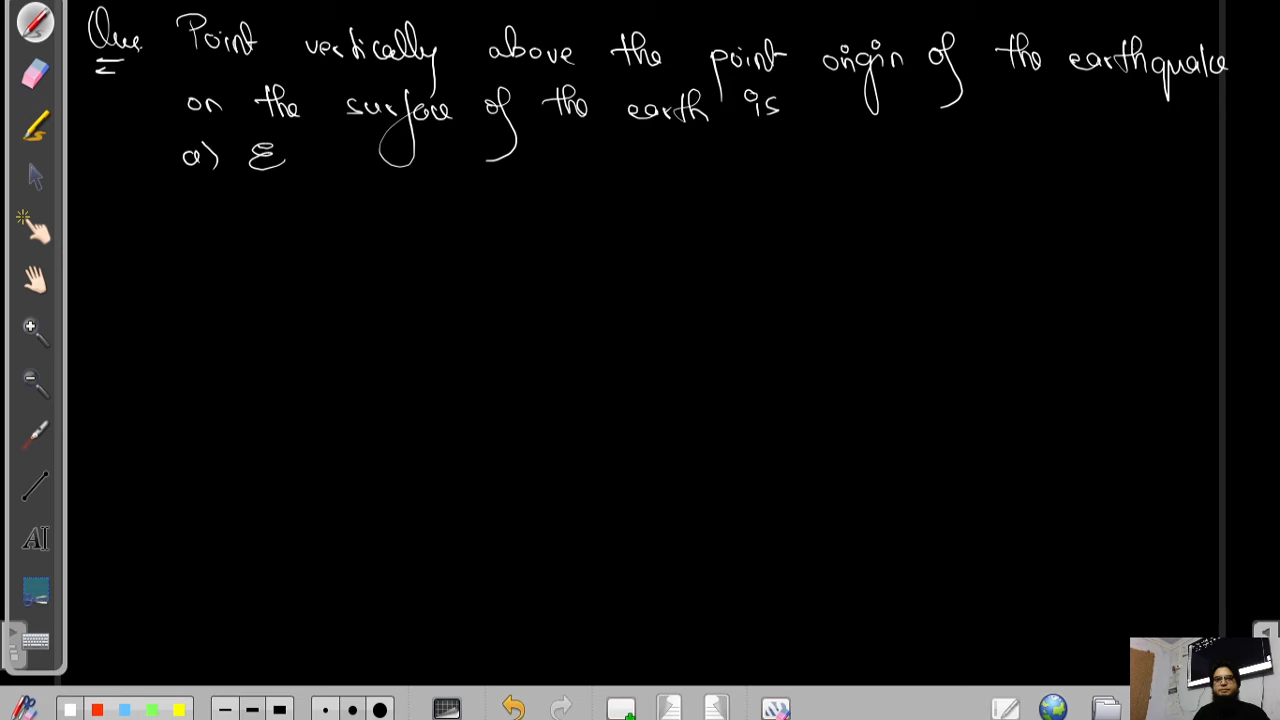 Que. Point vertically above the point origin of the earthquake
on the surface of the earth is
a) E